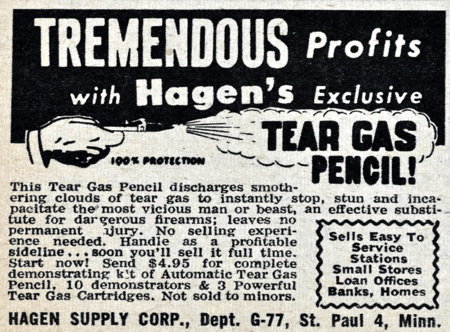 TREMENDOUS Profits
with Hagen's Exclusive
TEAR GAS
PENCIL!
100% PROTECTION
This Tear Gas Pencil discharges smoth-
ering clouds of tear gas to instantly stop, stun and inca-
pacitate the most vicious man or beast, an effective substi-
tute for dangerous firearms; leaves no
permanent injury. No selling experi-
ence needed. Handle as a profitable
sideline...soon you'll sell it full time.
Start now! Send $4.95 for complete
demonstrating kit of Automatic Tear Gas
Pencil, 10 demonstrators & 3 Powerful
Tear Gas Cartridges. Not sold to minors.
Sells Easy To
Service
Stations
Small Stores
Loan Offices
Banks, Homes
HAGEN SUPPLY CORP., Dept. G-77, St. Paul 4, Minn.